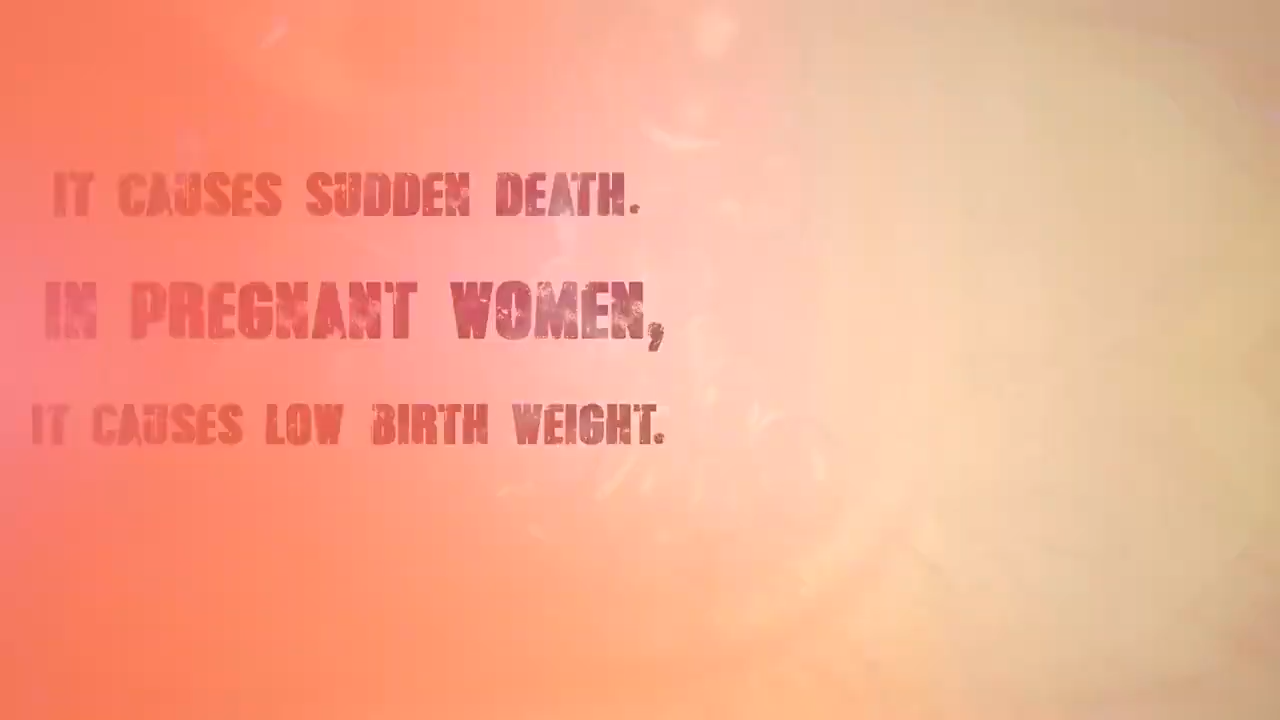 IT CAUSES SUDDEN DEATH.
IN PREGNANT WOMEN,
IT CAUSES LOW BIRTH WEIGHT.